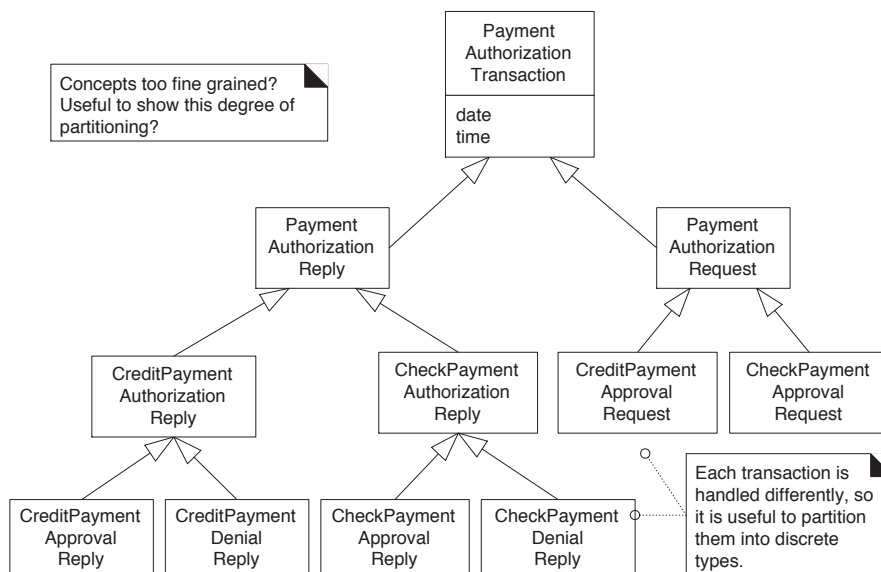 Payment
Authorization
Transaction
date
time
Concepts too fine grained?
Useful to show this degree of
partitioning?
Payment
Authorization
Reply
Payment
Authorization
Request
CreditPayment
Authorization
Reply
CheckPayment
Authorization
Reply
CreditPayment
Approval
Request
CheckPayment
Approval
Request
CreditPayment
Approval
Reply
CreditPayment
Denial
Reply
CheckPayment
Approval
Reply
CheckPayment
Denial
Reply
Each transaction is
handled differently, so
it is useful to partition
them into discrete
types.